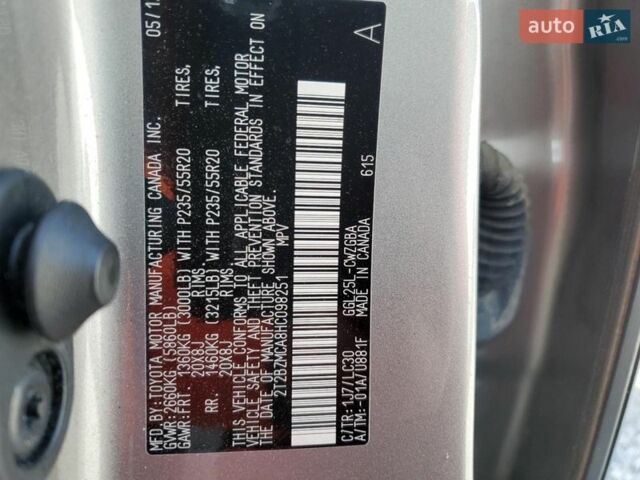 auto RIA .com
MFD. BY: TOYOTA MOTOR MANUFACTURING CANADA INC. 05/1
GVWR: 2660KG (5860LB)
GAWR: FRT. 1360KG (3000LB) WITH P235/55R20 TIRES,
20X8J RIMS
RR. 1460KG (3215LB) WITH P235/55R20 TIRES,
20X8J RIMS
THIS VEHICLE CONFORMS TO ALL APPLICABLE FEDERAL MOTOR
VEHICLE SAFETY AND THEFT PREVENTION STANDARDS IN EFFECT ON
THE DATE OF MANUFACTURE SHOWN ABOVE.
2T2BZMCA8HC098251 MPV A
C/TR: 1J7/LC30 GGL25L-CWZGBA 615
A/TM: -01A/U881F MADE IN CANADA